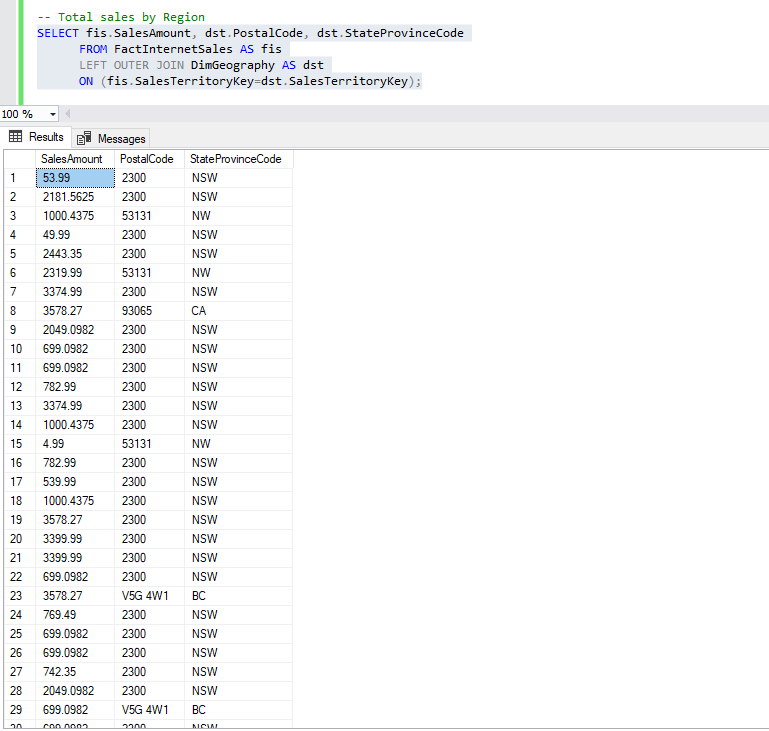 -- Total sales by Region
SELECT fis.SalesAmount, dst.PostalCode, dst.StateProvinceCode
FROM FactInternetSales AS fis
LEFT OUTER JOIN DimGeography AS dst
ON (fis.SalesTerritoryKey=dst.SalesTerritoryKey);
100 %
Results Messages
SalesAmount PostalCode StateProvinceCode
1 53.99 2300 NSW
2 2181.5625 2300 NSW
3 1000.4375 53131 NW
4 49.99 2300 NSW
5 2443.35 2300 NSW
6 2319.99 53131 NW
7 3374.99 2300 NSW
8 3578.27 93065 CA
9 2049.0982 2300 NSW
10 699.0982 2300 NSW
11 699.0982 2300 NSW
12 782.99 2300 NSW
13 3374.99 2300 NSW
14 1000.4375 2300 NSW
15 4.99 53131 NW
16 782.99 2300 NSW
17 539.99 2300 NSW
18 1000.4375 2300 NSW
19 3578.27 2300 NSW
20 3399.99 2300 NSW
21 3399.99 2300 NSW
22 699.0982 2300 NSW
23 3578.27 V5G 4W1 BC
24 769.49 2300 NSW
25 699.0982 2300 NSW
26 699.0982 2300 NSW
27 742.35 2300 NSW
28 2049.0982 2300 NSW
29 699.0982 V5G 4W1 BC